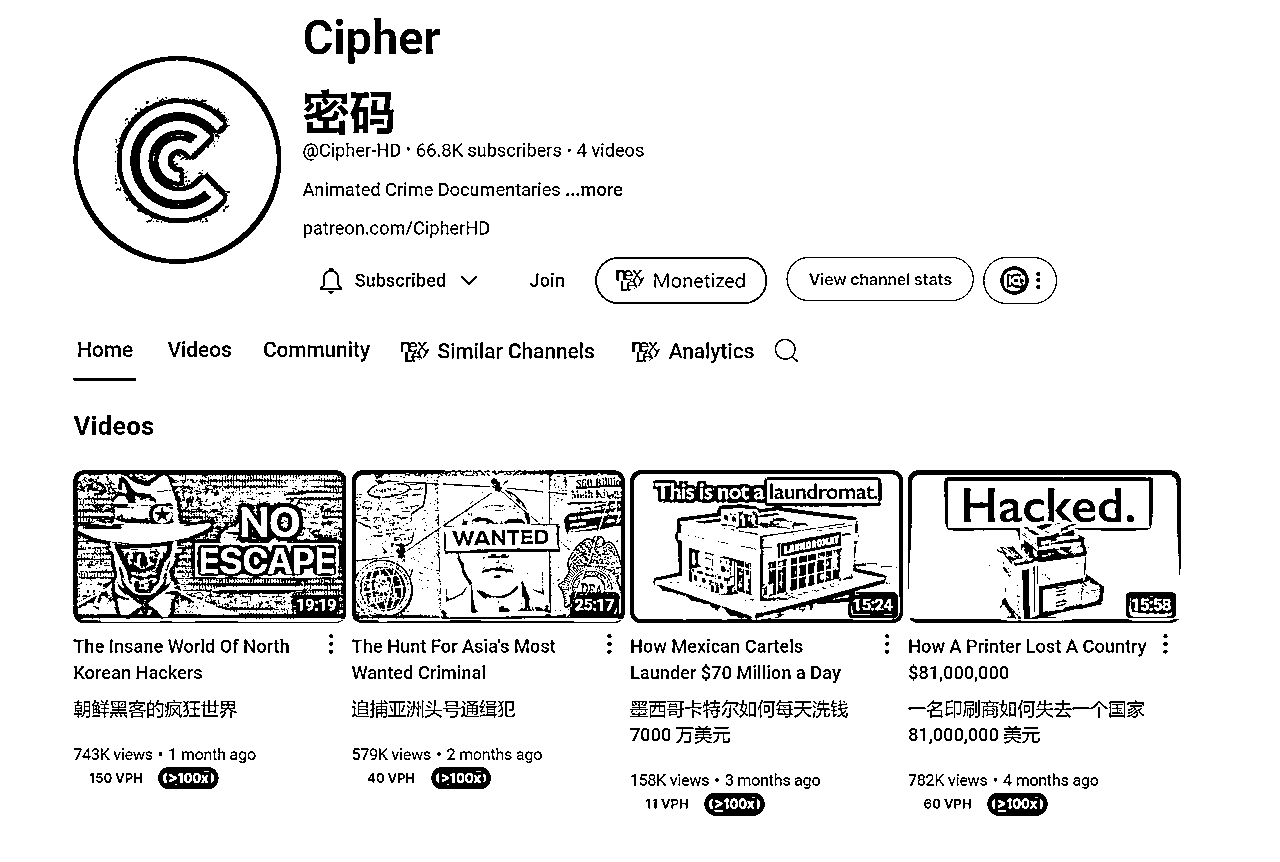 Cipher
密码
@Cipher-HD • 66.8K subscribers • 4 videos
Animated Crime Documentaries ...more
patreon.com/CipherHD
Subscribed
Join
Monetized
View channel stats
Home
Videos
Community
Similar Channels
Analytics
Videos
NO
ESCAPE
19:19
WANTED
25:17
This is not a laundromat.
LAUNDROMAT
15:24
Hacked.
15:58
The Insane World Of North
Korean Hackers
朝鲜黑客的疯狂世界
743K views • 1 month ago
150 VPH (>100x)
The Hunt For Asia's Most
Wanted Criminal
追捕亚洲头号通缉犯
579K views • 2 months ago
40 VPH (>100x)
How Mexican Cartels
Launder $70 Million a Day
墨西哥卡特尔如何每天洗钱
7000 万美元
158K views • 3 months ago
11 VPH (>100x)
How A Printer Lost A Country
$81,000,000
一名印刷商如何失去一个国家
81,000,000 美元
782K views • 4 months ago
60 VPH (>100x)